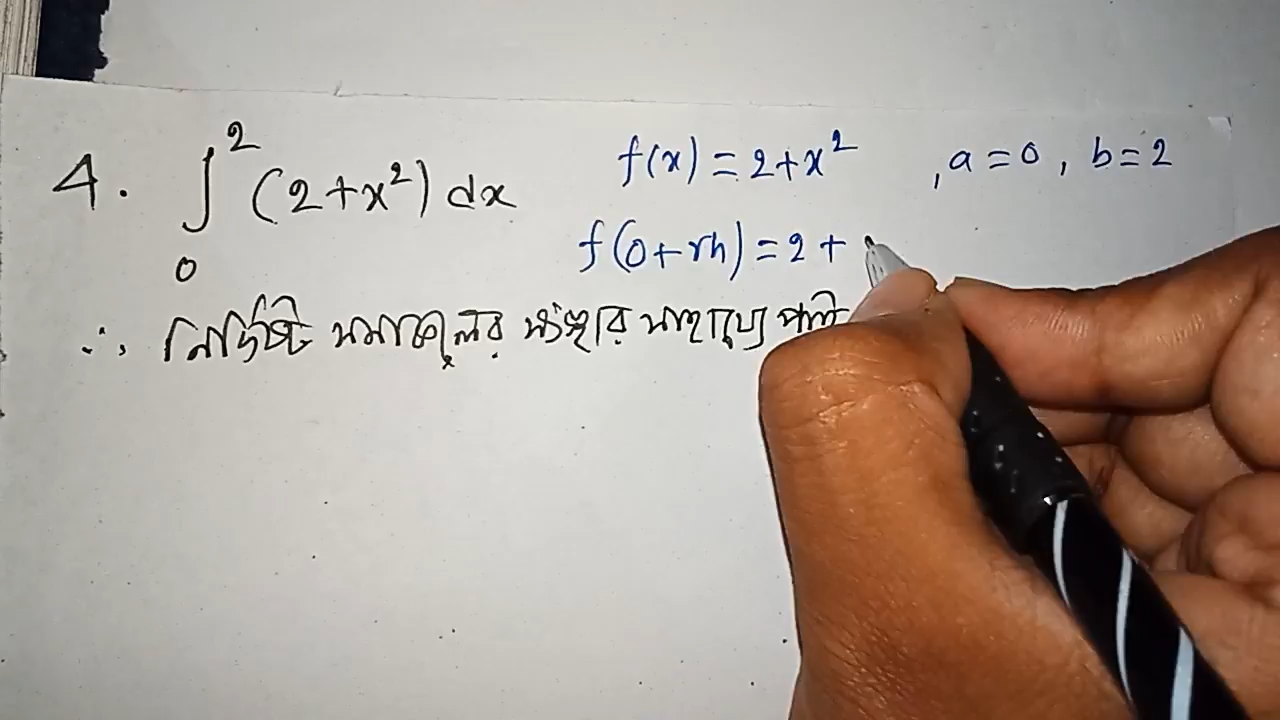 4. ∫₀² (2+x²) dx
f(x) = 2+x² , a=0, b=2
f(0+rh) = 2+
∴ নির্দিষ্ট সমাকলের সংজ্ঞার সাহায্যে পাই